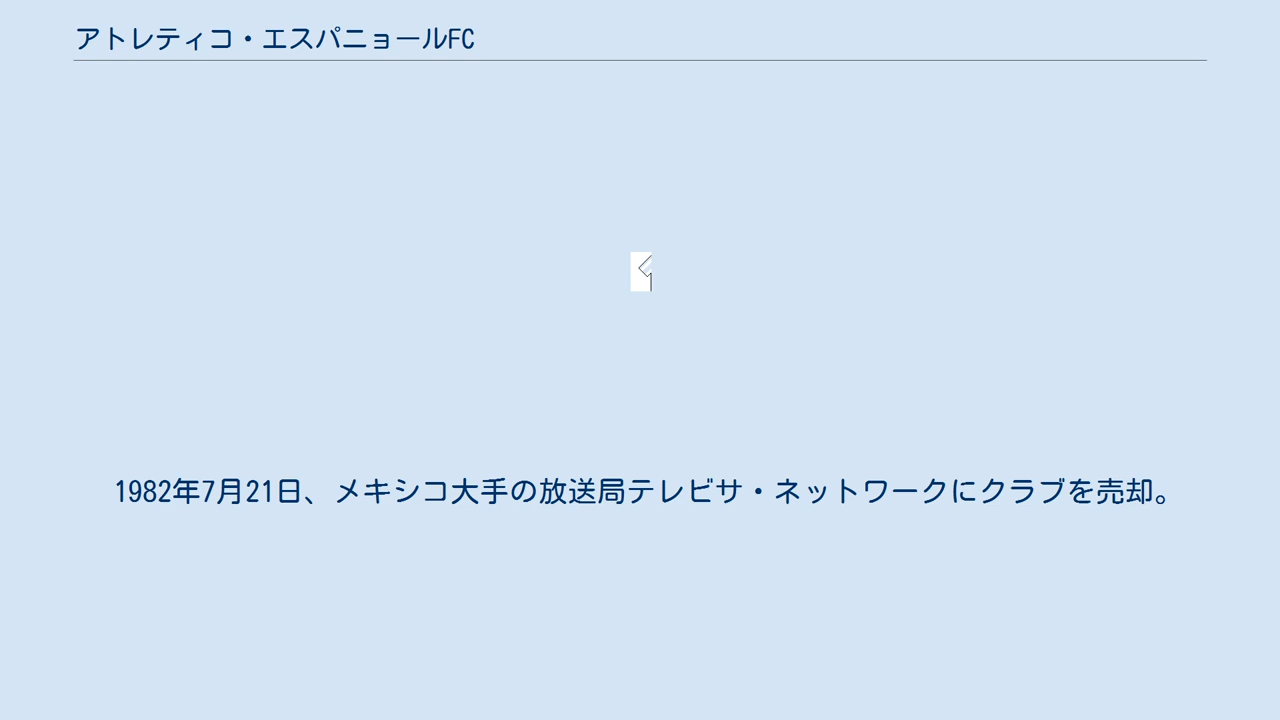 アトレティコ・エスパニョールFC
1982年7月21日、メキシコ大手の放送局テレビサ・ネットワークにクラブを売却。